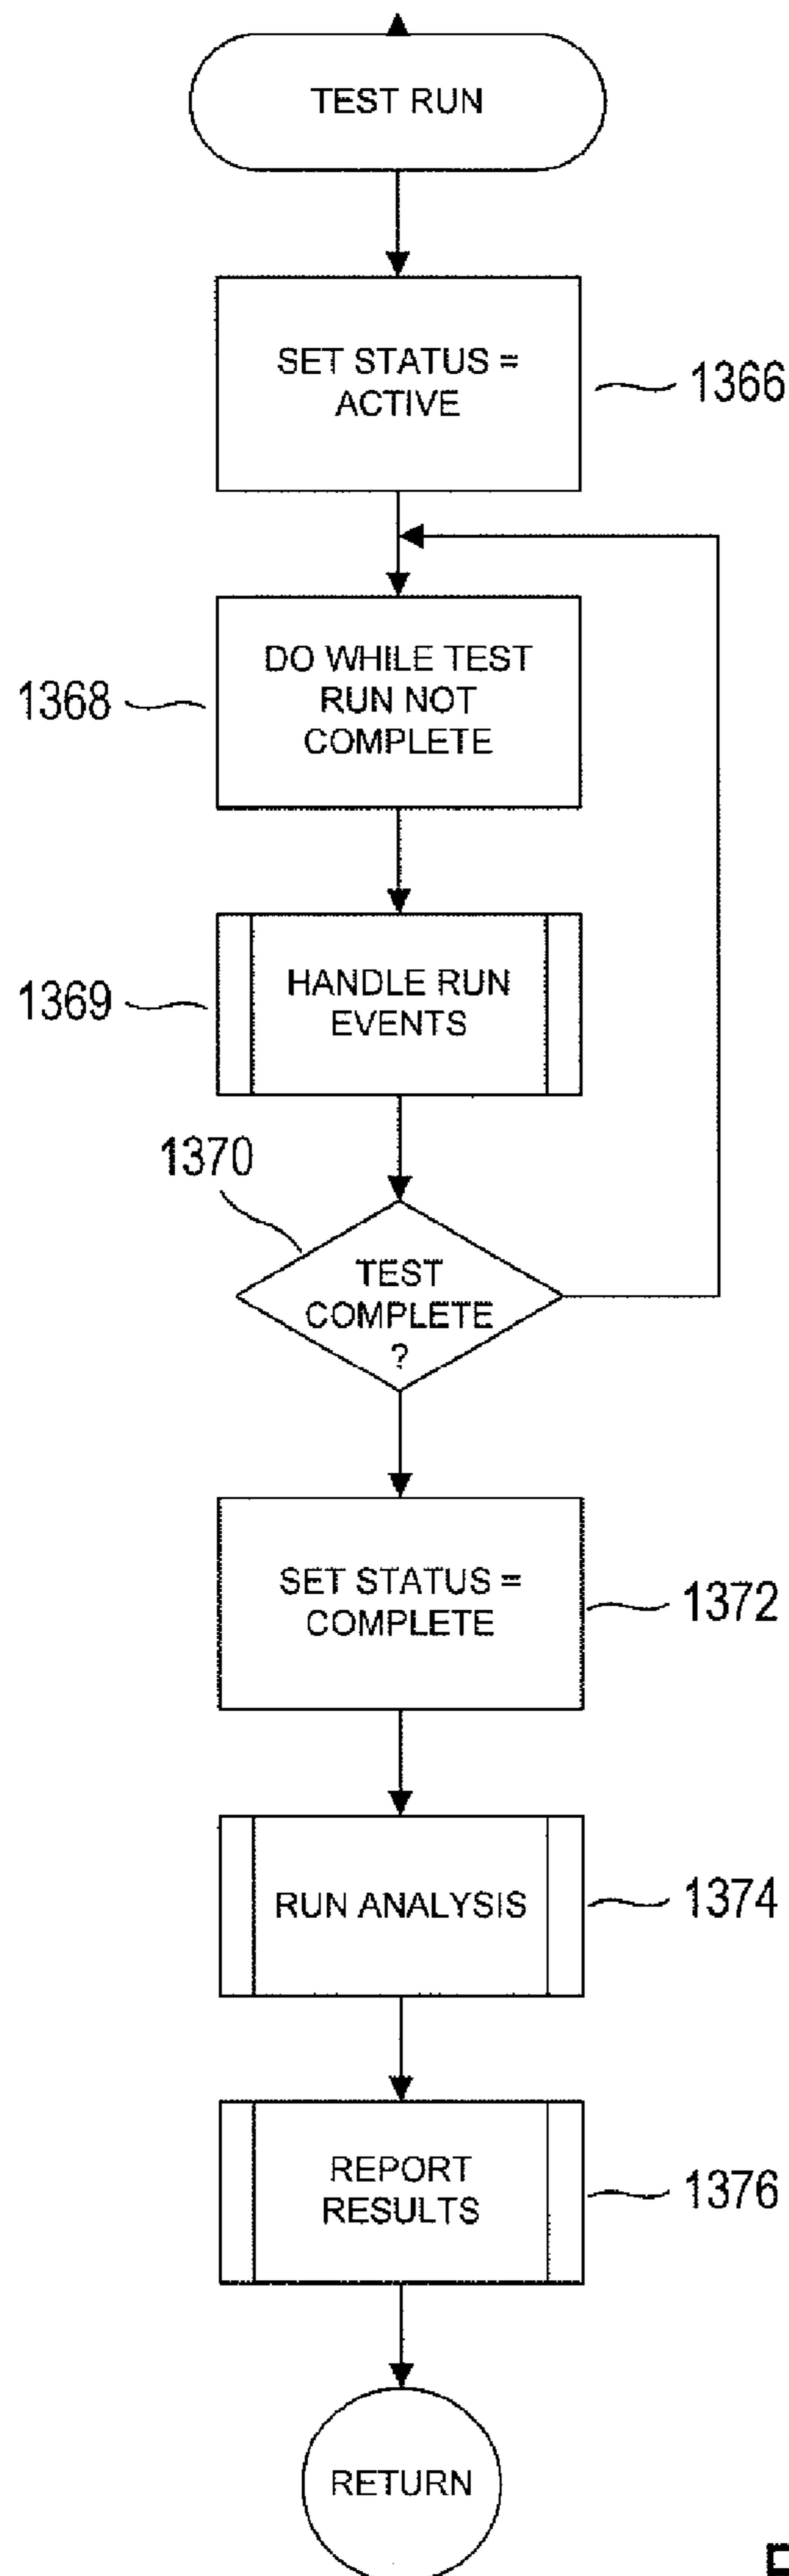 TEST RUN
SET STATUS =
ACTIVE
1366
DO WHILE TEST
RUN NOT
COMPLETE
1368
HANDLE RUN
EVENTS
1369
1370
TEST
COMPLETE
?
SET STATUS =
COMPLETE
1372
RUN ANALYSIS
1374
REPORT
RESULTS
1376
RETURN